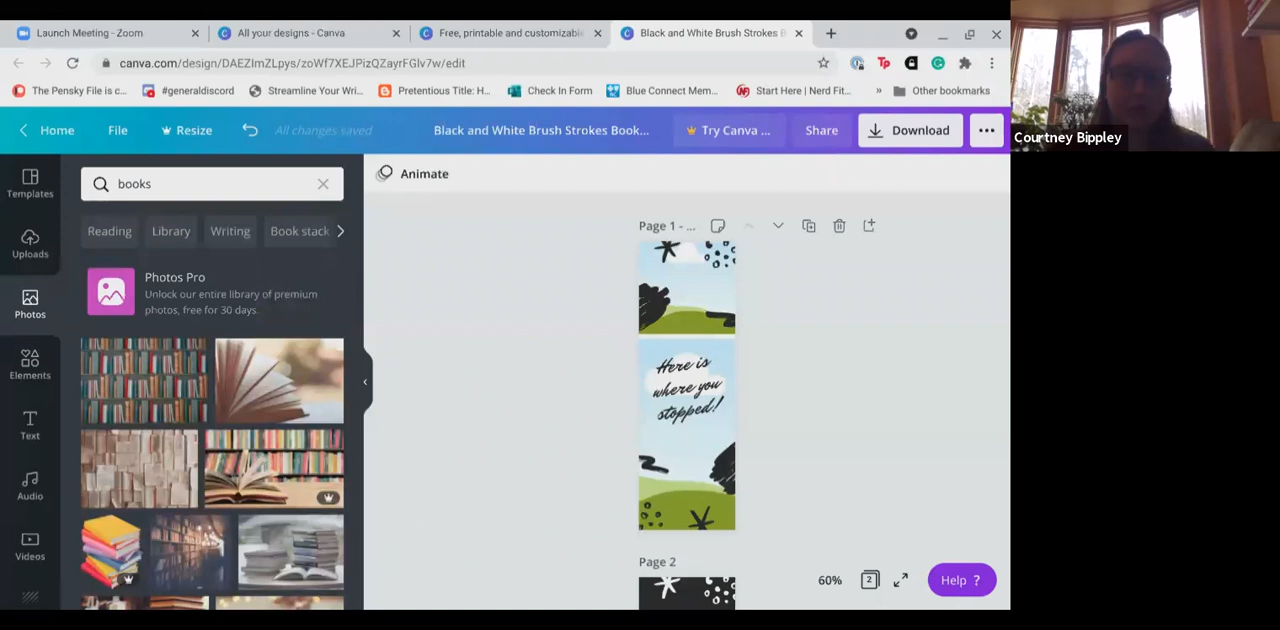 Launch Meeting - Zoom
All your designs - Canva
Free, printable and customizabl
Black and White Brush Strokes B
canva.com/design/DAEZlmZLpys/zoWf7XEJPizQZayrFGlv7w/edit
The Pensky File is c...
#generaldiscord
Streamline Your Wri...
Pretentious Title: H...
Check In Form
Blue Connect Mem...
Start Here | Nerd Fit...
»
Other bookmarks
Courtney Bippley
Home
File
Resize
All changes saved
Black and White Brush Strokes Book...
Try Canva ...
Share
Download
Templates
Uploads
Photos
Elements
Text
Audio
Videos
books
Reading
Library
Writing
Book stack
Photos Pro
Unlock our entire library of premium
photos, free for 30 days.
Animate
Page 1 - ...
Here is
where you
stopped!
Page 2
60%
2
Help ?